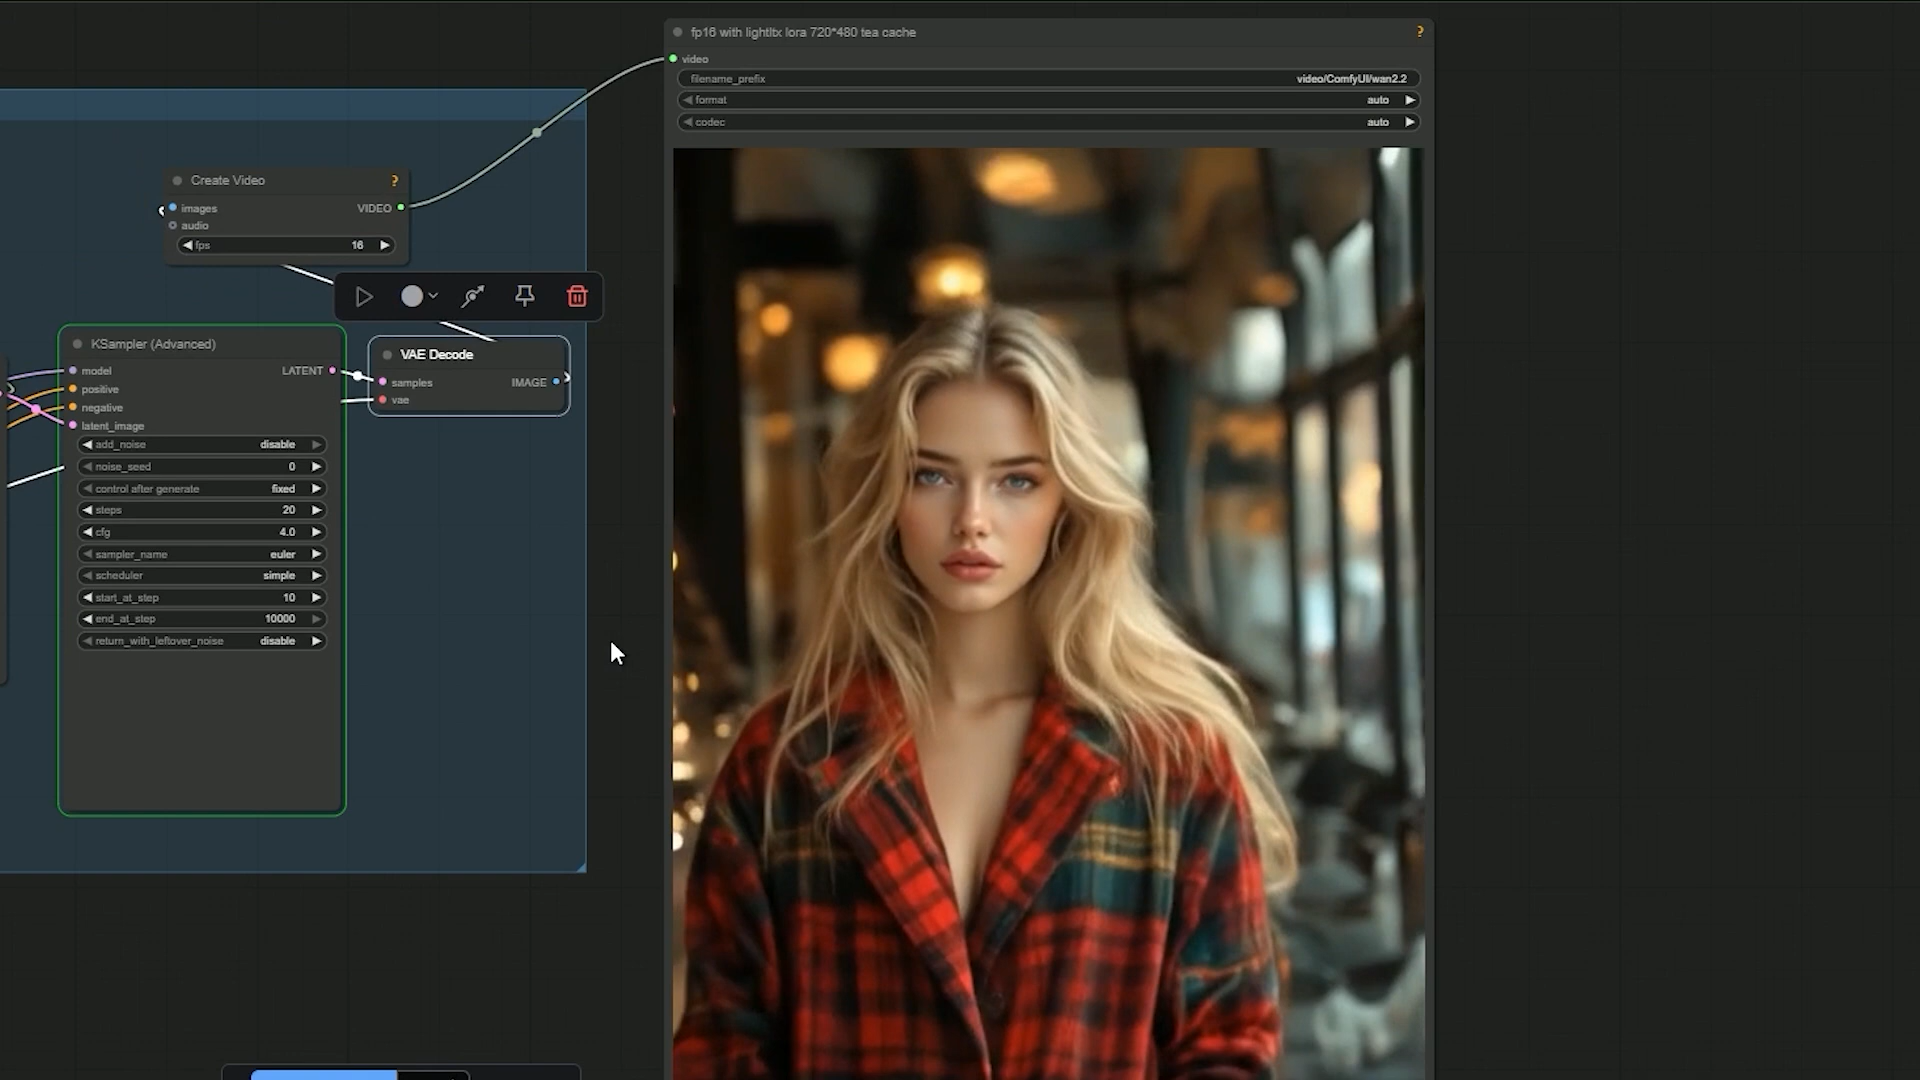 fp16 with lightitx lora 720*480 tea cache ?
video
filename_prefix video/ComfyUI/wan2.2
format auto
codec auto
Create Video ?
images VIDEO
audio
fps 16
KSampler (Advanced)
model LATENT
positive
negative
latent_image
add_noise disable
noise_seed 0
control after generate fixed
steps 20
cfg 4.0
sampler_name euler
scheduler simple
start_at_step 10
end_at_step 10000
return_with_leftover_noise disable
VAE Decode
samples IMAGE
vae